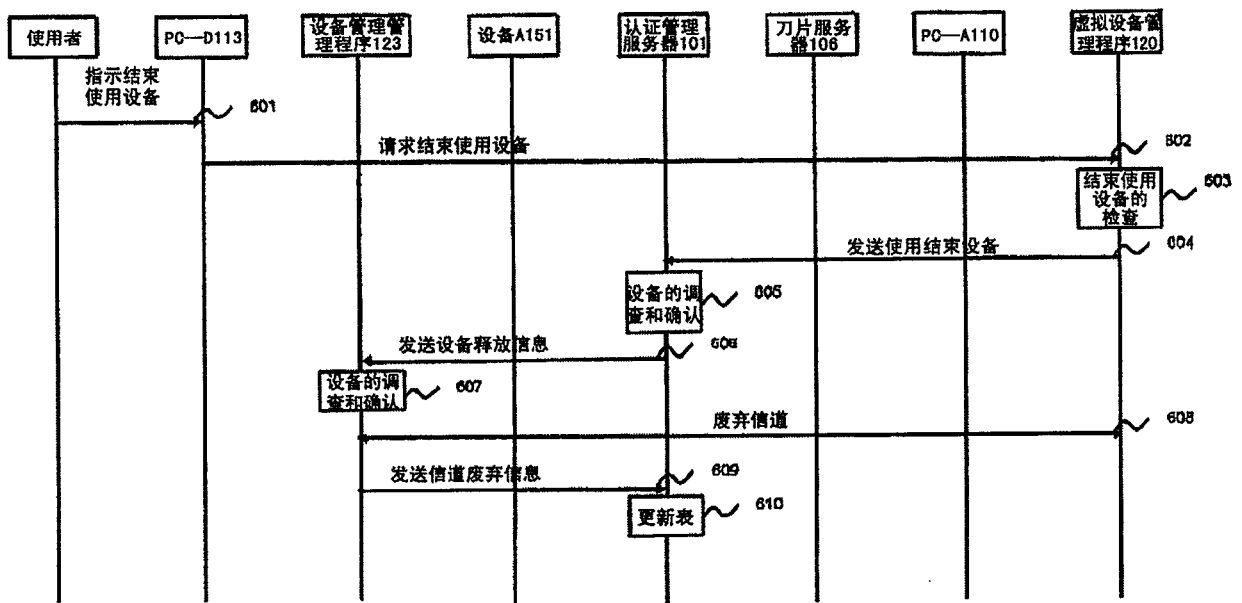 使用者
PC—D113
设备管理管
理程序123
设备A151
认证管理
服务器101
刀片服务
器106
PC—A110
虚拟设备管
理程序120
指示结束
使用设备
601
请求结束使用设备
602
结束使用
设备的
检查
603
发送使用结束设备
604
设备的调
查和确认
605
发送设备释放信息
606
设备的调
查和确认
607
废弃信道
608
发送信道废弃信息
609
更新表
610